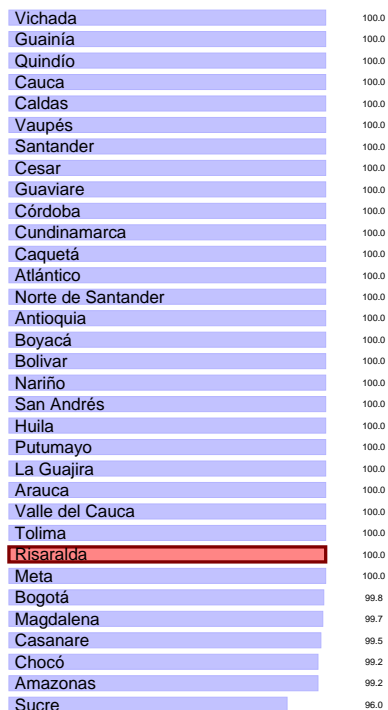 Vichada 100.0
Guainía 100.0
Quindío 100.0
Cauca 100.0
Caldas 100.0
Vaupés 100.0
Santander 100.0
Cesar 100.0
Guaviare 100.0
Córdoba 100.0
Cundinamarca 100.0
Caquetá 100.0
Atlántico 100.0
Norte de Santander 100.0
Antioquia 100.0
Boyacá 100.0
Bolivar 100.0
Nariño 100.0
San Andrés 100.0
Huila 100.0
Putumayo 100.0
La Guajira 100.0
Arauca 100.0
Valle del Cauca 100.0
Tolima 100.0
Risaralda 100.0
Meta 100.0
Bogotá 99.8
Magdalena 99.7
Casanare 99.5
Chocó 99.2
Amazonas 99.2
Sucre 96.0